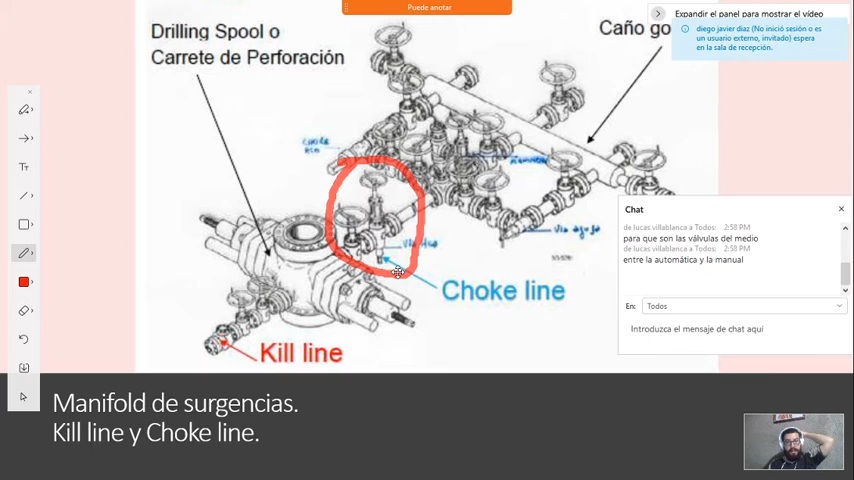 Puede anotar
Expandir el panel para mostrar el vídeo
diego javier diaz (No inició sesión o es
un usuario externo, invitado) espera
en la sala de recepción.
Drilling Spool o
Carrete de Perforación
Caño go
CHOKE
Chat
de lucas villablanca a Todos: 2:58 PM
para que son las válvulas del medio
de lucas villablanca a Todos: 2:58 PM
entre la automática y la manual
En: Todos
Introduzca el mensaje de chat aquí
Choke line
Kill line
Manifold de surgencias.
Kill line y Choke line.